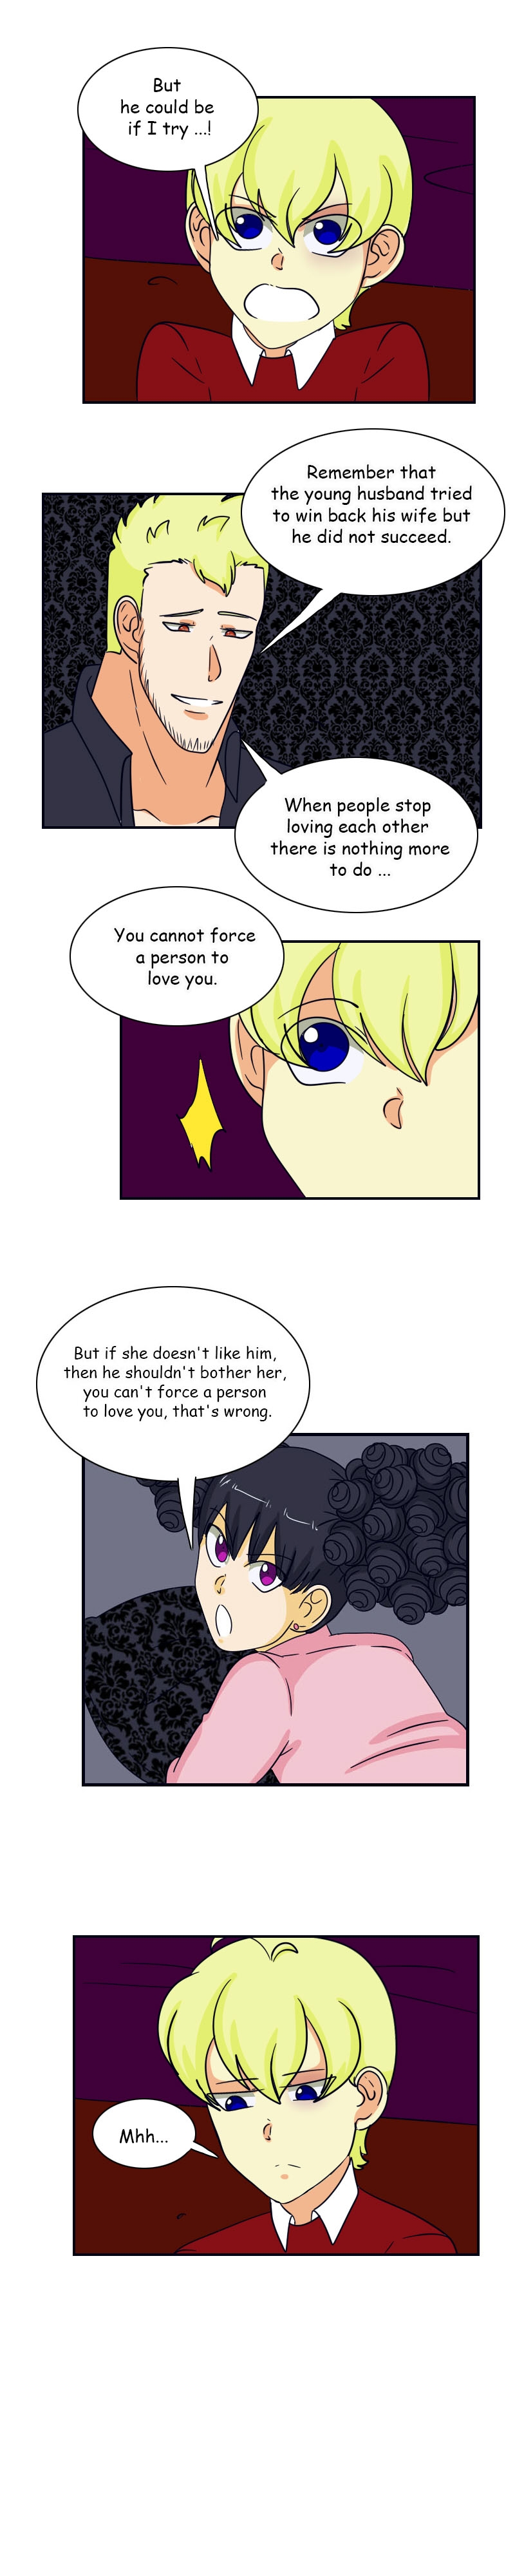 But
he could be
if I try ...!
Remember that
the young husband tried
to win back his wife but
he did not succeed.
When people stop
loving each other
there is nothing more
to do ...
You cannot force
a person to
love you.
But if she doesn't like him,
then he shouldn't bother her,
you can't force a person
to love you, that's wrong.
Mhh...